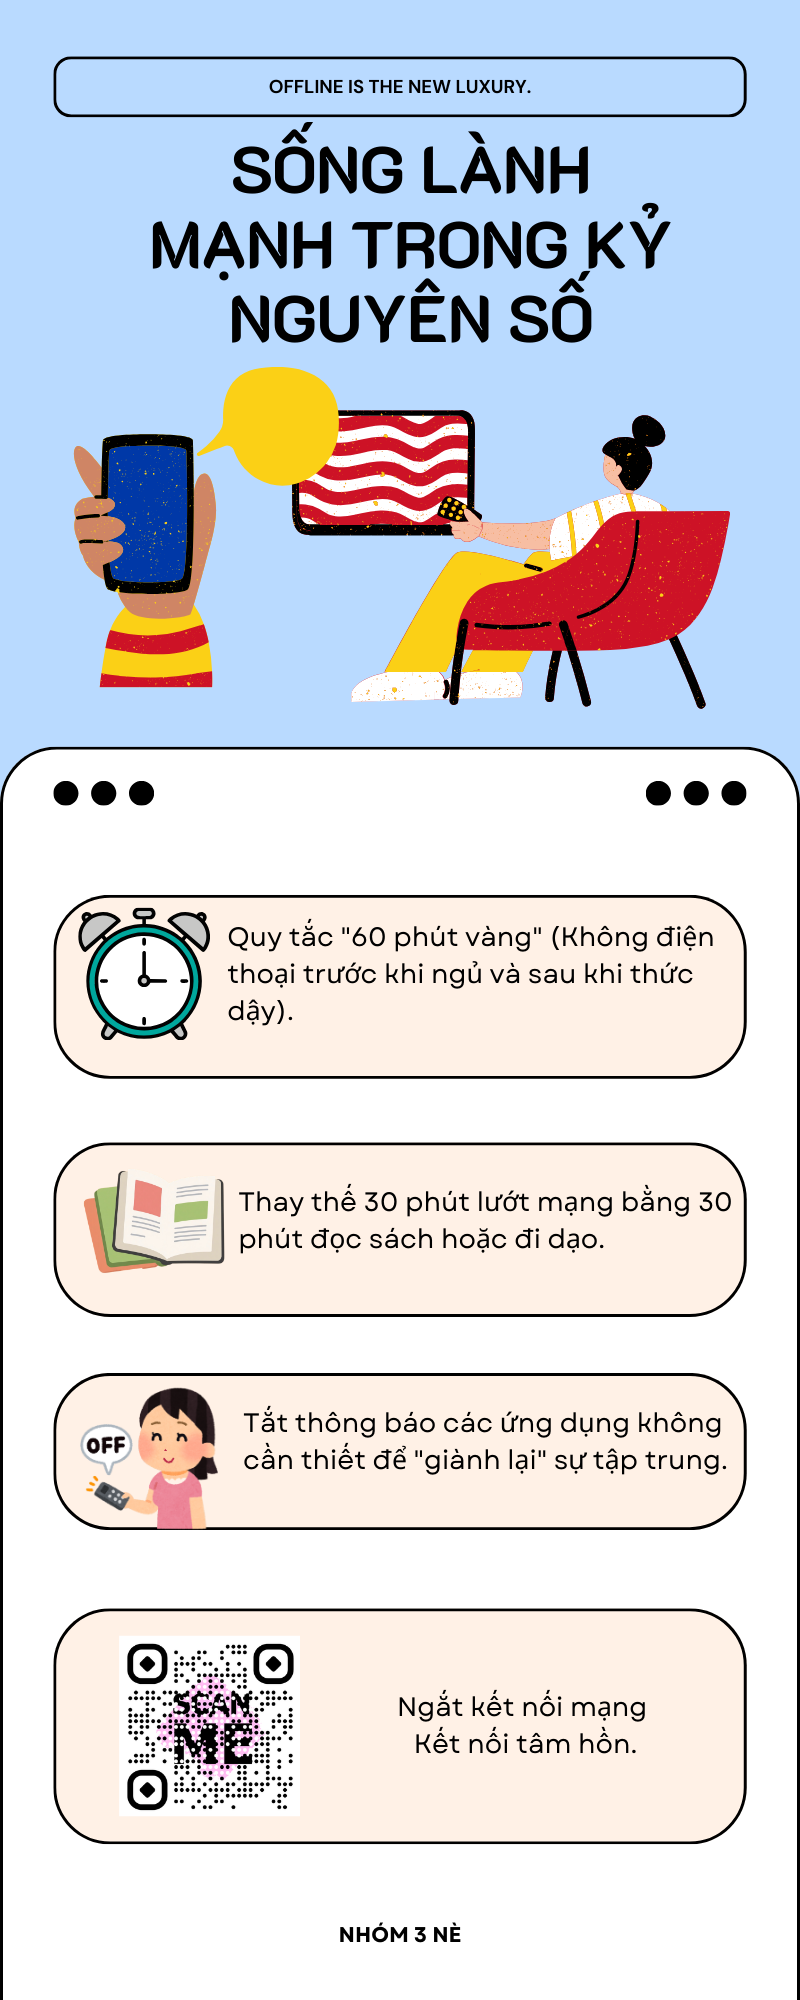 OFFLINE IS THE NEW LUXURY.
SỐNG LÀNH
MẠNH TRONG KỶ
NGUYÊN SỐ
Quy tắc "60 phút vàng" (Không điện
thoại trước khi ngủ và sau khi thức
dậy).
Thay thế 30 phút lướt mạng bằng 30
phút đọc sách hoặc đi dạo.
OFF
Tắt thông báo các ứng dụng không
cần thiết để "giành lại" sự tập trung.
SCAN
ME
Ngắt kết nối mạng
Kết nối tâm hồn.
NHÓM 3 NÈ